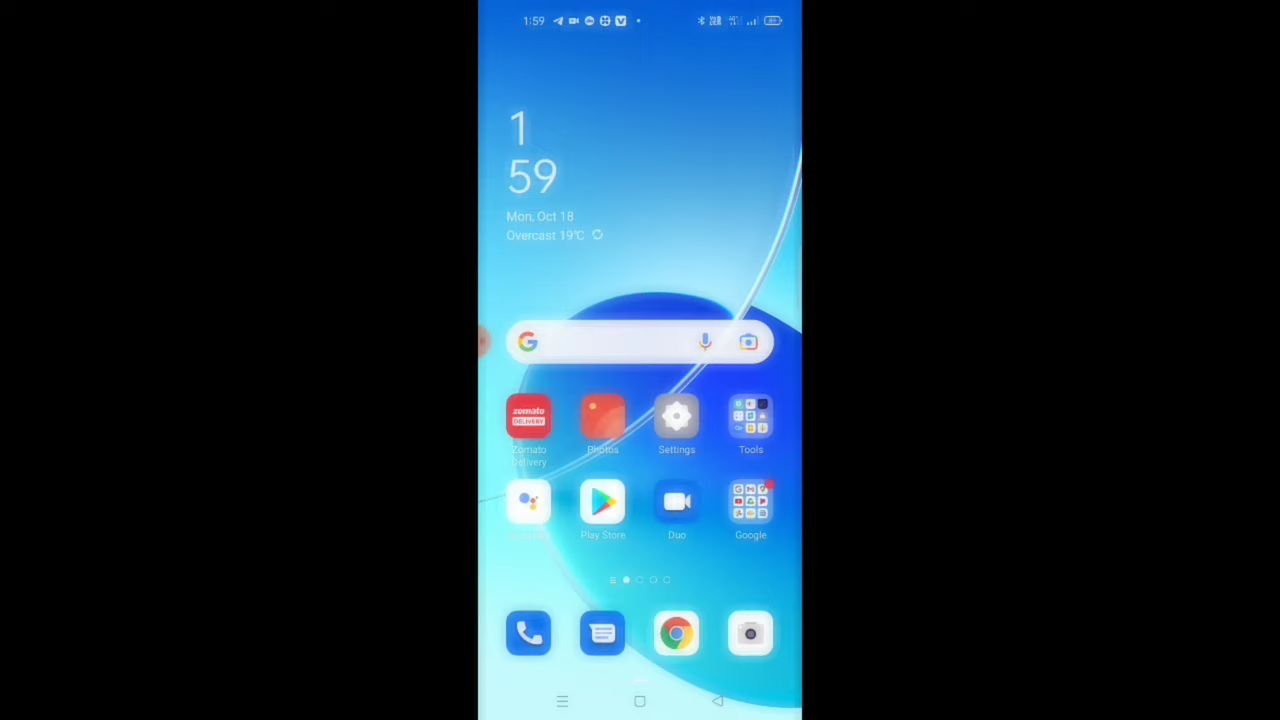 1:59
1
59
Mon, Oct 18
Overcast 19°C
zomato
DELIVERY
Zomato
Delivery
Photos
Settings
Tools
Play Store
Duo
Google